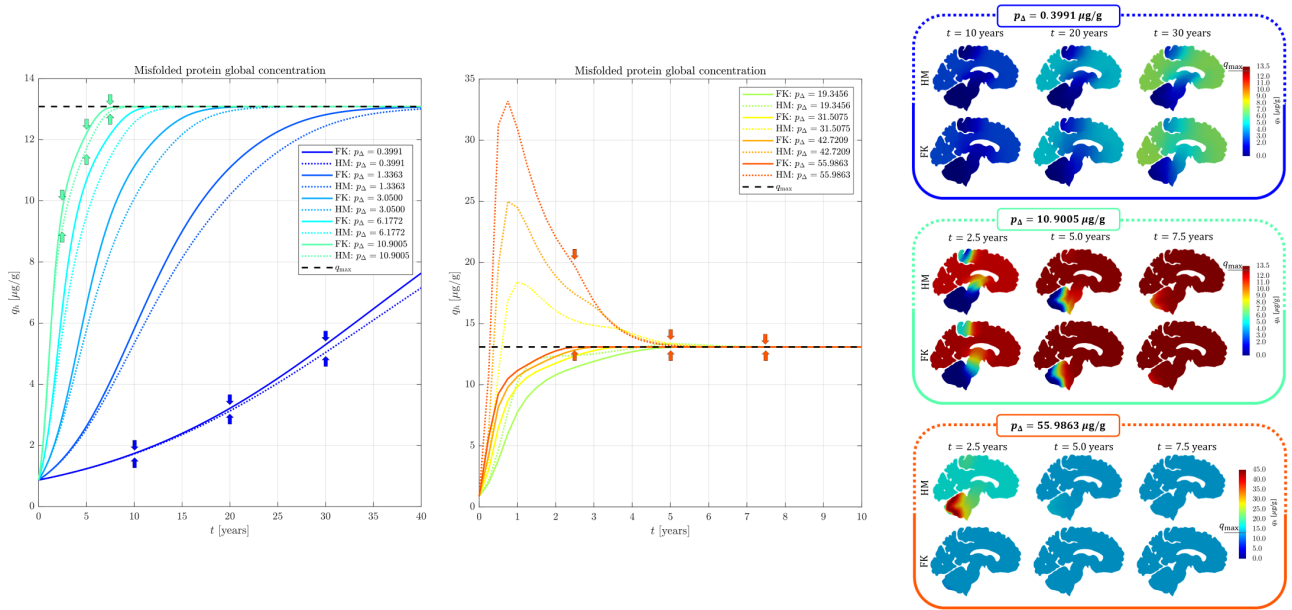 Misfolded protein global concentration
14
12
10
8
6
4
2
0
q_h [μg/g]
0 5 10 15 20 25 30 35 40
t [years]
FK: p_Δ = 0.3991
HM: p_Δ = 0.3991
FK: p_Δ = 1.3363
HM: p_Δ = 1.3363
FK: p_Δ = 3.0500
HM: p_Δ = 3.0500
FK: p_Δ = 6.1772
HM: p_Δ = 6.1772
FK: p_Δ = 10.9005
HM: p_Δ = 10.9005
q_max
Misfolded protein global concentration
35
30
25
20
15
10
5
0
q_h [μg/g]
0 1 2 3 4 5 6 7 8 9 10
t [years]
FK: p_Δ = 19.3456
HM: p_Δ = 19.3456
FK: p_Δ = 31.5075
HM: p_Δ = 31.5075
FK: p_Δ = 42.7209
HM: p_Δ = 42.7209
FK: p_Δ = 55.9863
HM: p_Δ = 55.9863
q_max
p_Δ = 0.3991 μg/g
t = 10 years t = 20 years t = 30 years
HM
FK
q_max
13.5
12.0
11.0
10.0
9.0
8.0
7.0
6.0
5.0
4.0
3.0
2.0
0.0
q_h [μg/g]
p_Δ = 10.9005 μg/g
t = 2.5 years t = 5.0 years t = 7.5 years
HM
FK
q_max
13.5
12.0
11.0
10.0
9.0
8.0
7.0
6.0
5.0
4.0
3.0
2.0
0.0
q_h [μg/g]
p_Δ = 55.9863 μg/g
t = 2.5 years t = 5.0 years t = 7.5 years
HM
FK
q_max
45.0
40.0
35.0
30.0
25.0
20.0
15.0
10.0
5.0
0.0
q_h [μg/g]